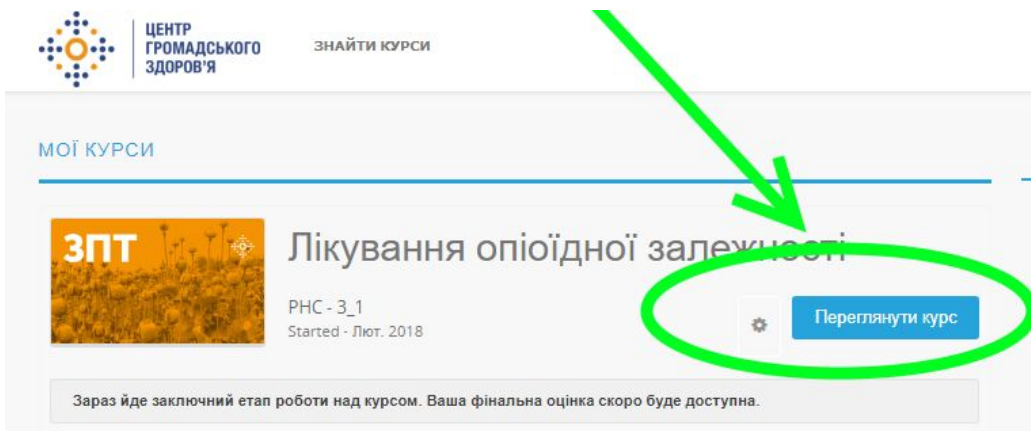 ЦЕНТР
ГРОМАДСЬКОГО
ЗДОРОВ'Я
ЗНАЙТИ КУРСИ
МОЇ КУРСИ
ЗПТ
Лікування опіоїдної залежності
PHC - 3_1
Started - Лют. 2018
Переглянути курс
Зараз йде заключний етап роботи над курсом. Ваша фінальна оцінка скоро буде доступна.